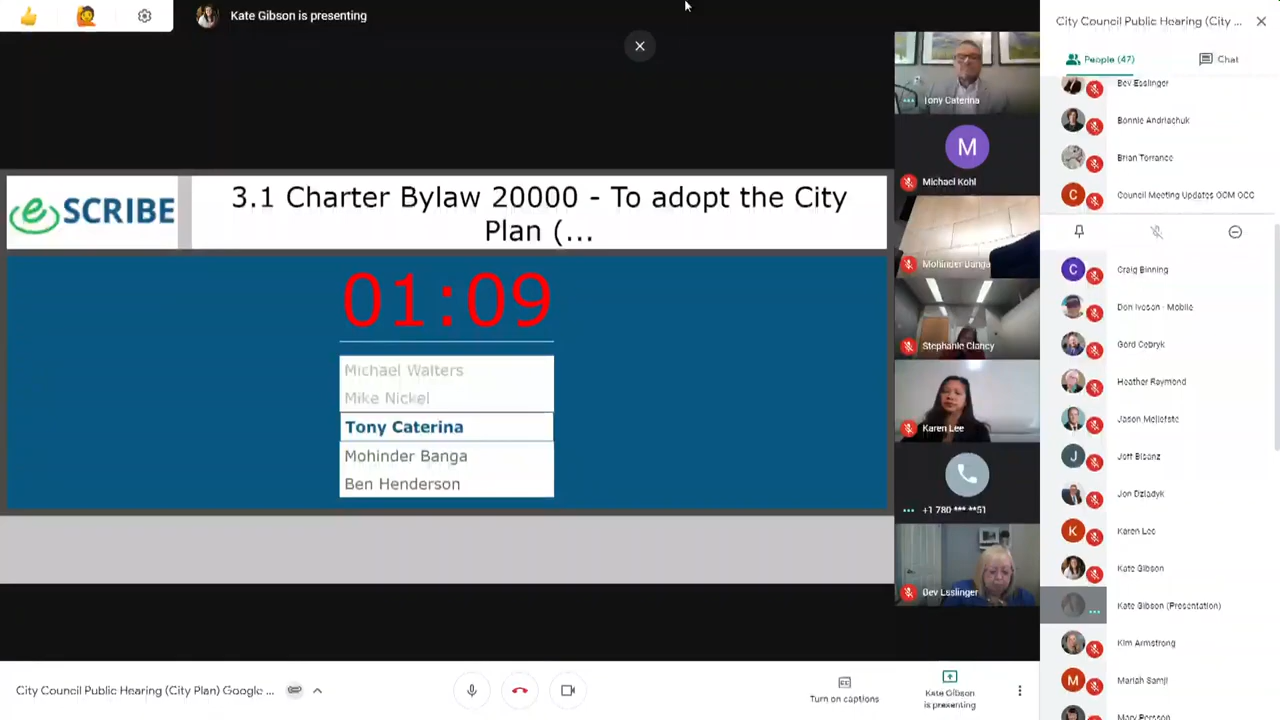 Kate Gibson is presenting
eSCRIBE
3.1 Charter Bylaw 20000 - To adopt the City
Plan (...
01:09
Michael Walters
Mike Nickel
Tony Caterina
Mohinder Banga
Ben Henderson
Tony Caterina
M
Michael Kohl
Mohinder Banga
Stephanie Clancy
Karen Lee
+1 780 *** **51
Bev Esslinger
City Council Public Hearing (City ...
People (47)
Chat
Bev Esslinger
Bonnie Andriachuk
Brian Torrance
C
Council Meeting Updates OCM OCC
C
Craig Binning
Don Iveson - Mobile
Gord Cebryk
Heather Raymond
Jason Meliefste
J
Jeff Bisanz
Jon Dziadyk
K
Karen Lee
Kate Gibson
Kate Gibson (Presentation)
Kim Armstrong
M
Mariah Samji
Mary Persson
City Council Public Hearing (City Plan) Google ...
Turn on captions
Kate Gibson
is presenting